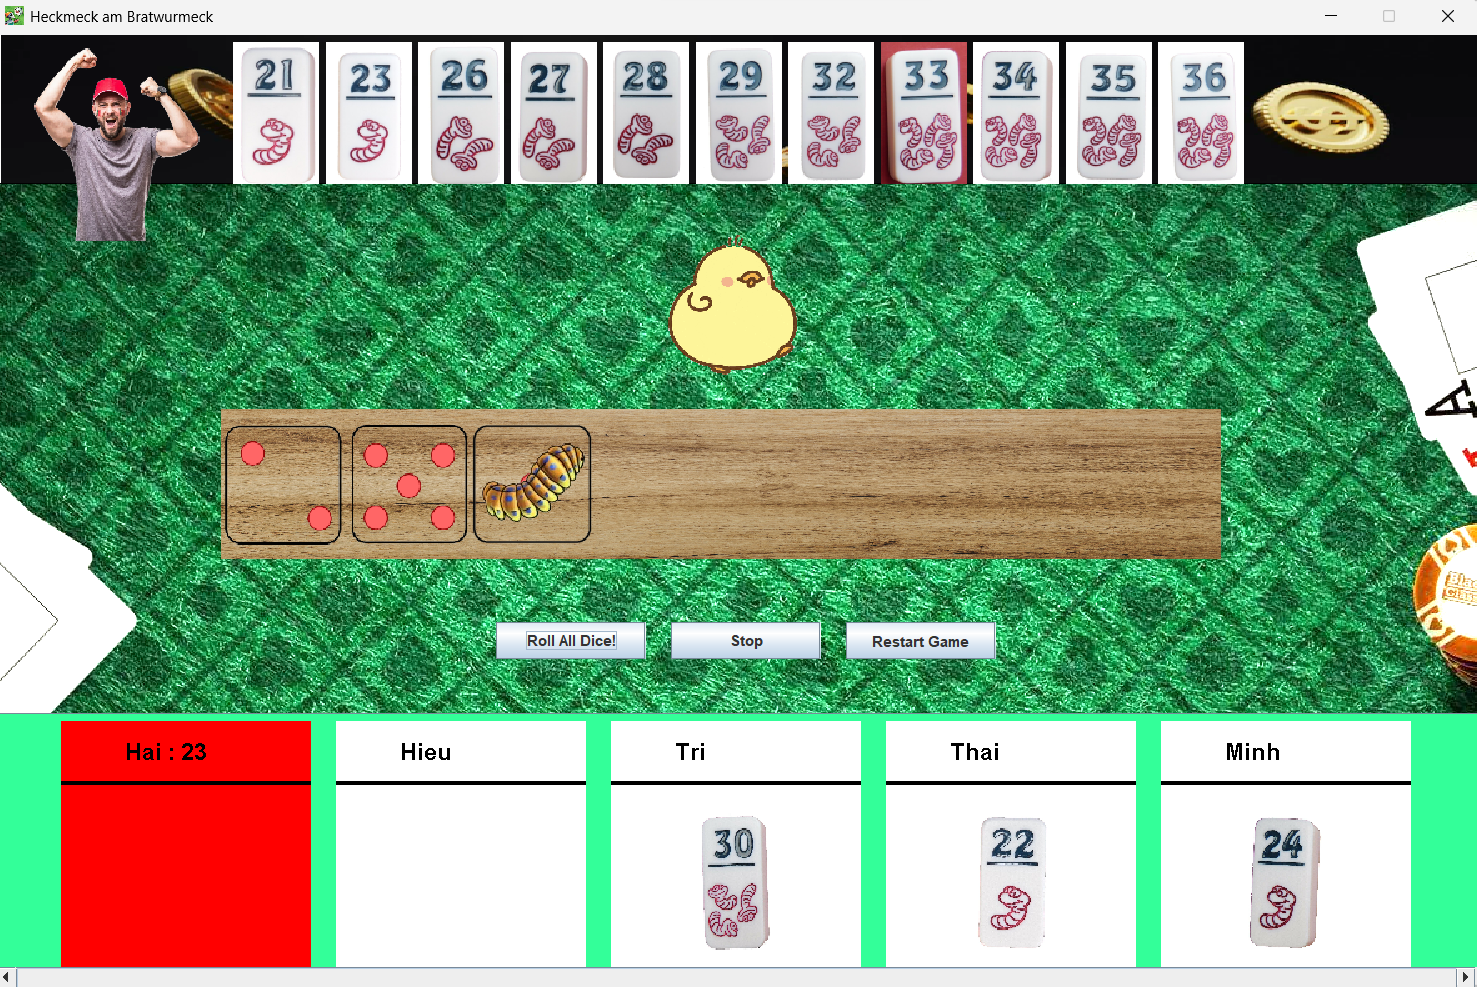 Heckmeck am Bratwurmeck
21 23 26 27 28 29 32 33 34 35 36
A
Roll All Dice! Stop Restart Game
Hai : 23 Hieu Tri Thai Minh
30 22 24